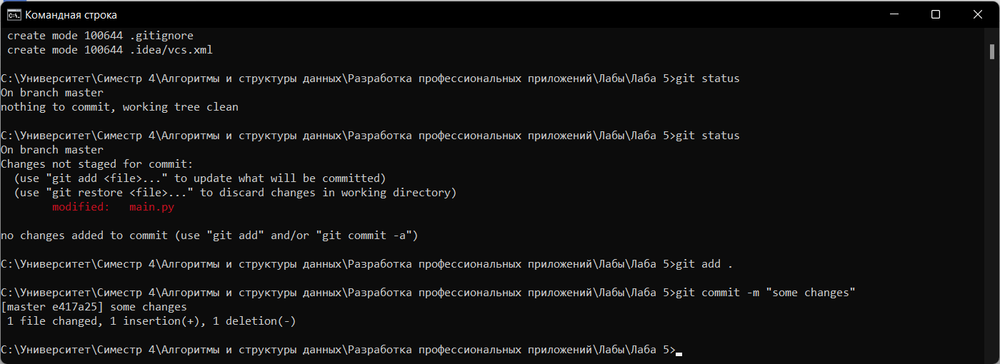 Командная строка
create mode 100644 .gitignore
create mode 100644 .idea/vcs.xml
C:\Университет\Симестр 4\Алгоритмы и структуры данных\Разработка профессиональных приложений\Лабы\Лаба 5>git status
On branch master
nothing to commit, working tree clean
C:\Университет\Симестр 4\Алгоритмы и структуры данных\Разработка профессиональных приложений\Лабы\Лаба 5>git status
On branch master
Changes not staged for commit:
  (use "git add <file>..." to update what will be committed)
  (use "git restore <file>..." to discard changes in working directory)
        modified:   main.py
no changes added to commit (use "git add" and/or "git commit -a")
C:\Университет\Симестр 4\Алгоритмы и структуры данных\Разработка профессиональных приложений\Лабы\Лаба 5>git add .
C:\Университет\Симестр 4\Алгоритмы и структуры данных\Разработка профессиональных приложений\Лабы\Лаба 5>git commit -m "some changes"
[master e417a25] some changes
 1 file changed, 1 insertion(+), 1 deletion(-)
C:\Университет\Симестр 4\Алгоритмы и структуры данных\Разработка профессиональных приложений\Лабы\Лаба 5>